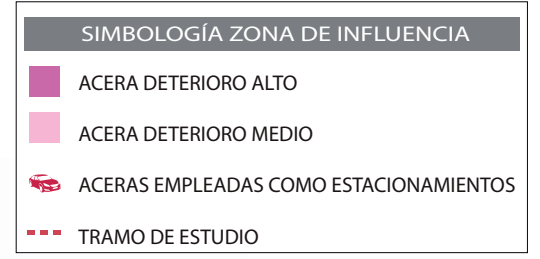 SIMBOLOGÍA ZONA DE INFLUENCIA
ACERA DETERIORO ALTO
ACERA DETERIORO MEDIO
ACERAS EMPLEADAS COMO ESTACIONAMIENTOS
TRAMO DE ESTUDIO